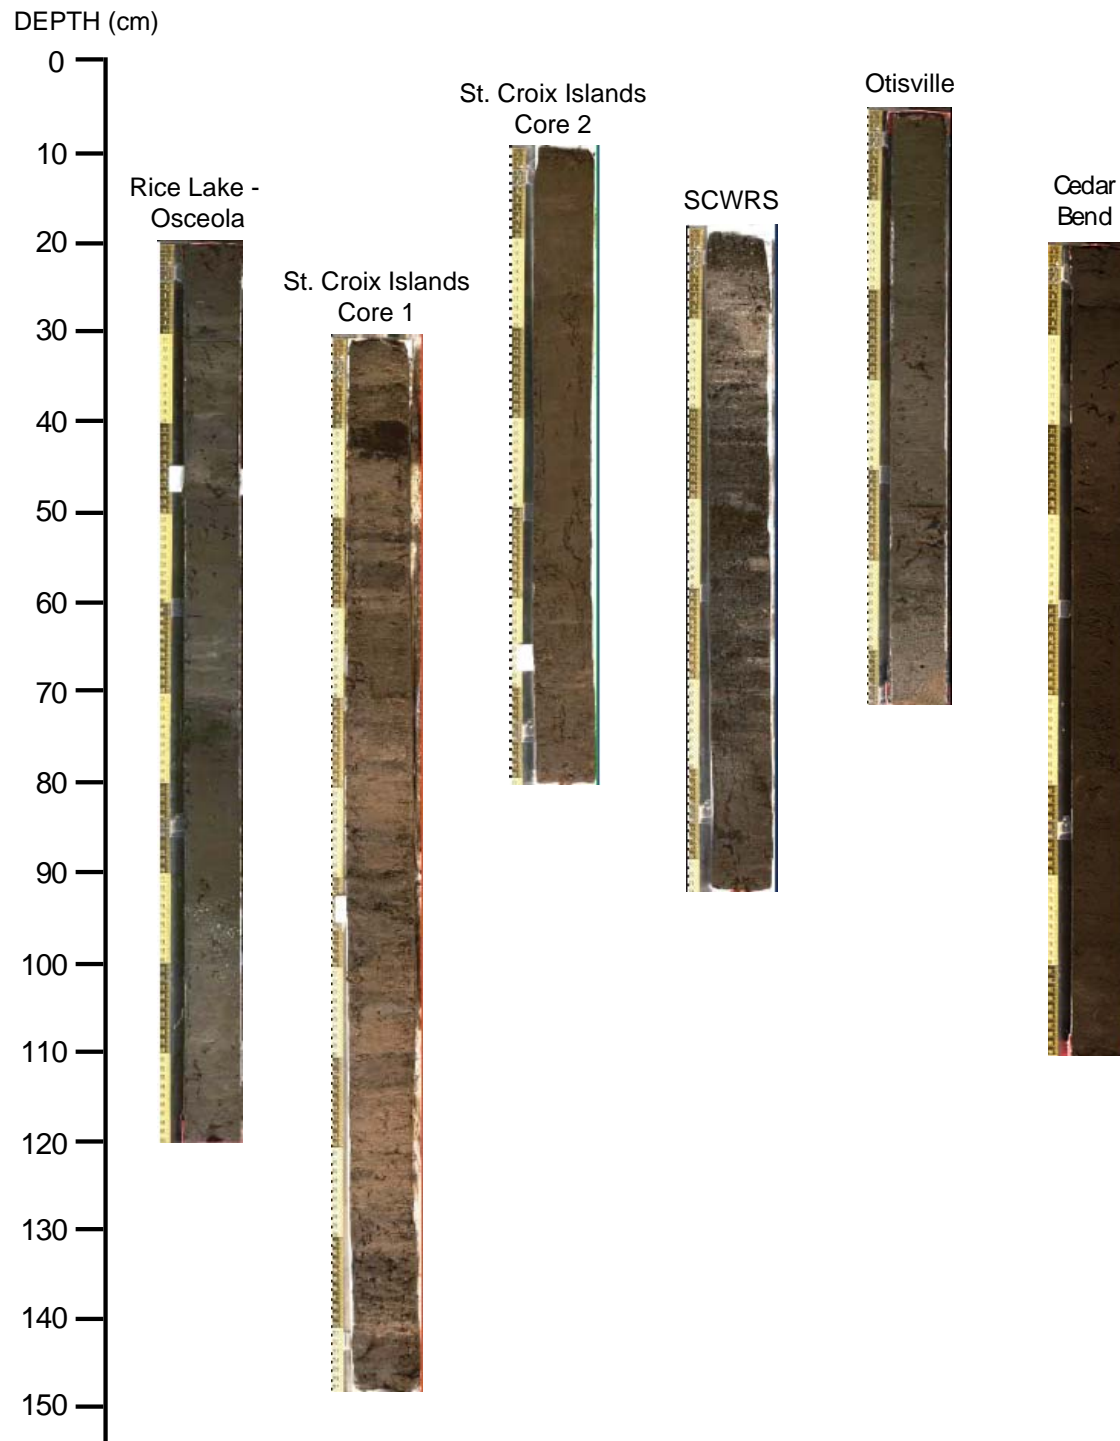 DEPTH (cm)
0
10
20
30
40
50
60
70
80
90
100
110
120
130
140
150
Rice Lake -
Osceola
St. Croix Islands
Core 1
St. Croix Islands
Core 2
SCWRS
Otisville
Cedar
Bend